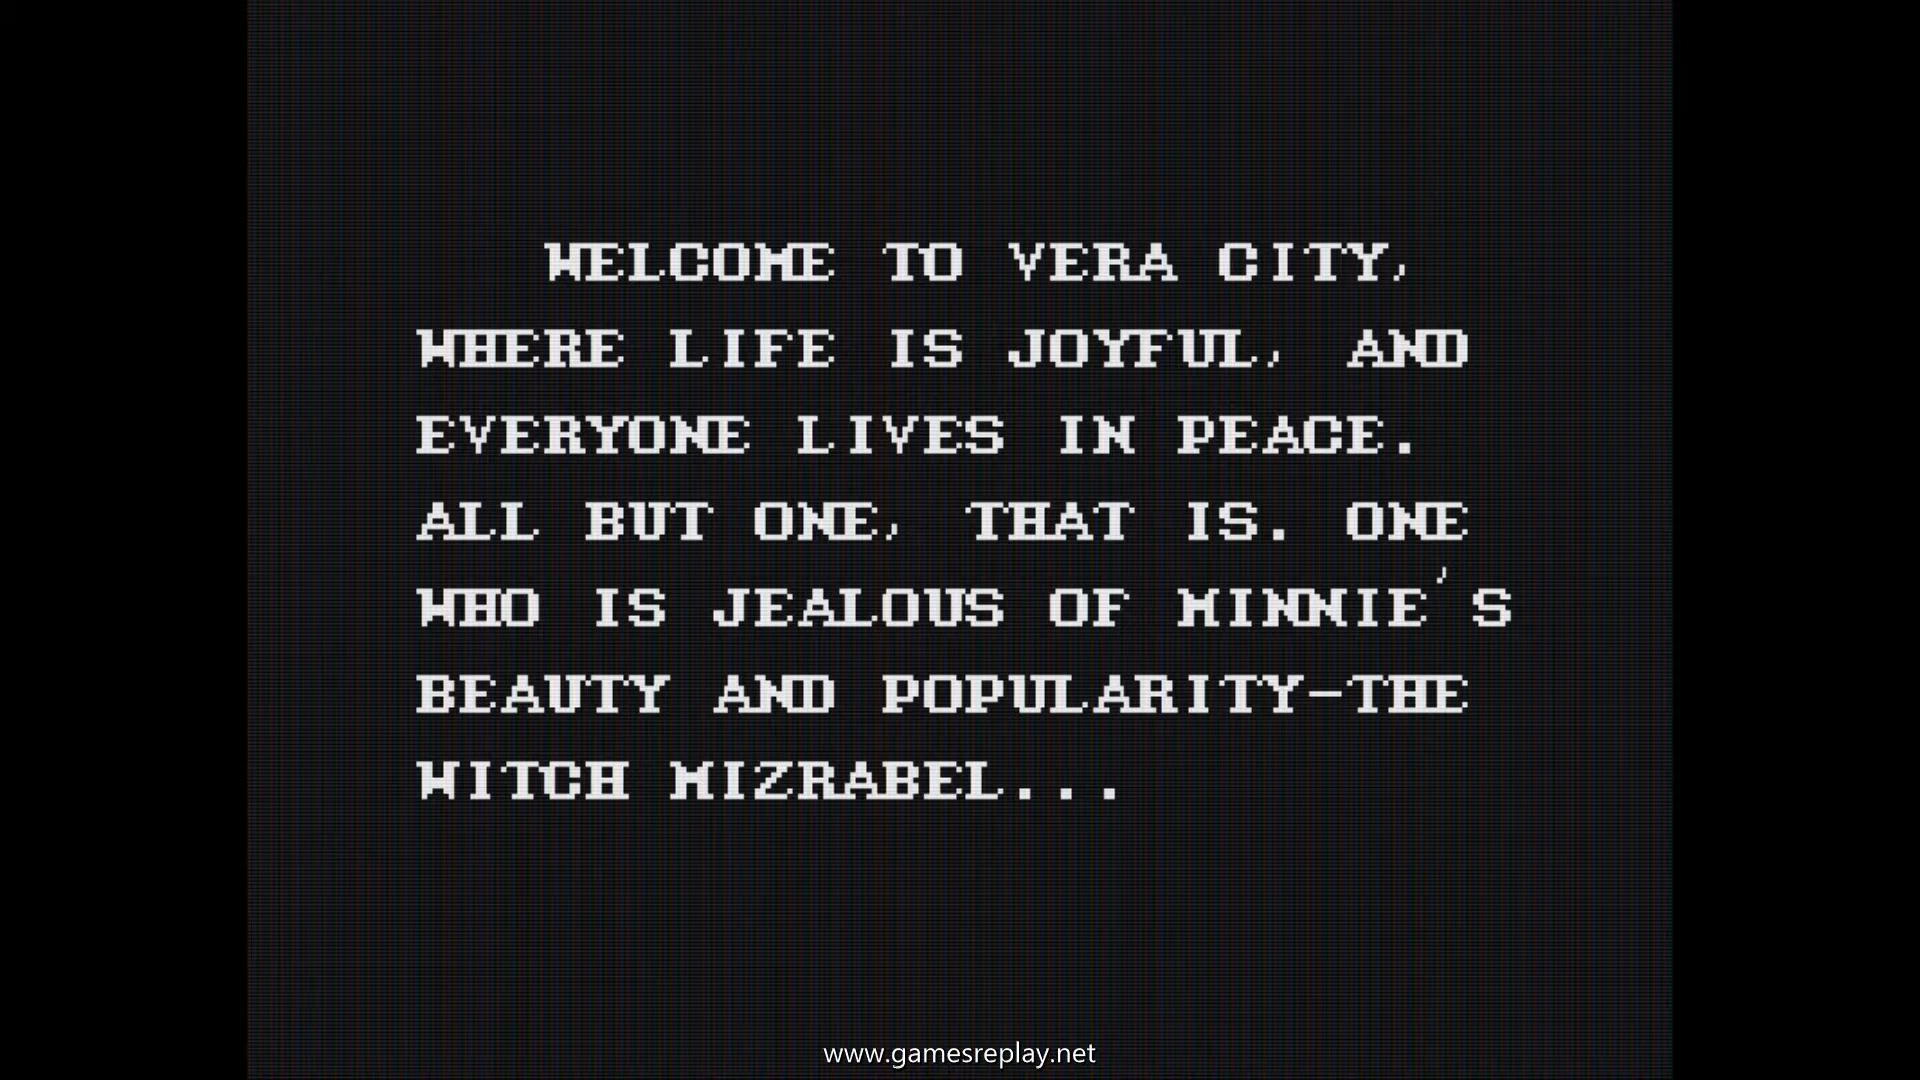 WELCOME TO VERA CITY,
WHERE LIFE IS JOYFUL, AND
EVERYONE LIVES IN PEACE.
ALL BUT ONE, THAT IS. ONE
WHO IS JEALOUS OF MINNIE'S
BEAUTY AND POPULARITY-THE
WITCH MIZRABEL...
www.gamesreplay.net